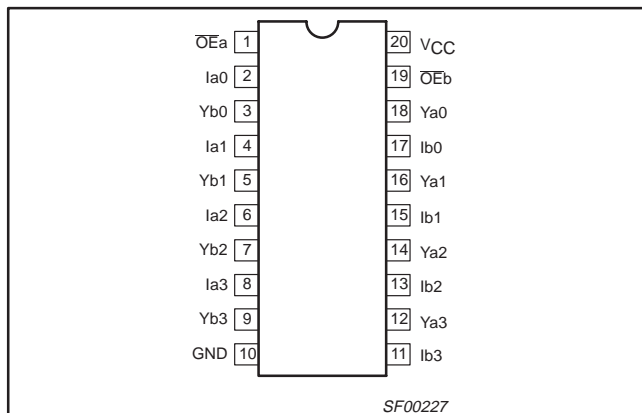 O̅E̅a 1 20 VCC
Ia0 2 19 O̅E̅b
Yb0 3 18 Ya0
Ia1 4 17 Ib0
Yb1 5 16 Ya1
Ia2 6 15 Ib1
Yb2 7 14 Ya2
Ia3 8 13 Ib2
Yb3 9 12 Ya3
GND 10 11 Ib3
SF00227